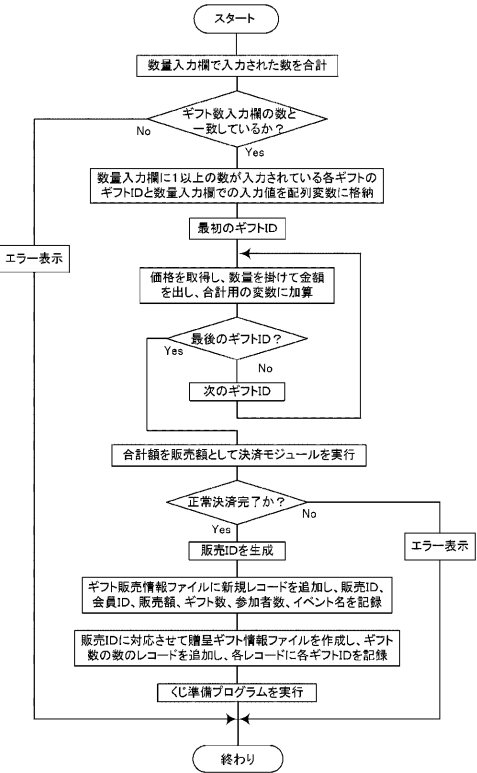 スタート
数量入力欄で入力された数を合計
ギフト数入力欄の数と
一致しているか？
No
Yes
数量入力欄に1以上の数が入力されている各ギフトの
ギフトIDと数量入力欄での入力値を配列変数に格納
最初のギフトID
エラー表示
価格を取得し、数量を掛けて金額
を出し、合計用の変数に加算
最後のギフトID？
Yes
No
次のギフトID
合計額を販売額として決済モジュールを実行
正常決済完了か？
Yes
No
販売IDを生成
エラー表示
ギフト販売情報ファイルに新規レコードを追加し、販売ID、
会員ID、販売額、ギフト数、参加者数、イベント名を記録
販売IDに対応させて贈呈ギフト情報ファイルを作成し、ギフト
数の数のレコードを追加し、各レコードに各ギフトIDを記録
くじ準備プログラムを実行
終わり